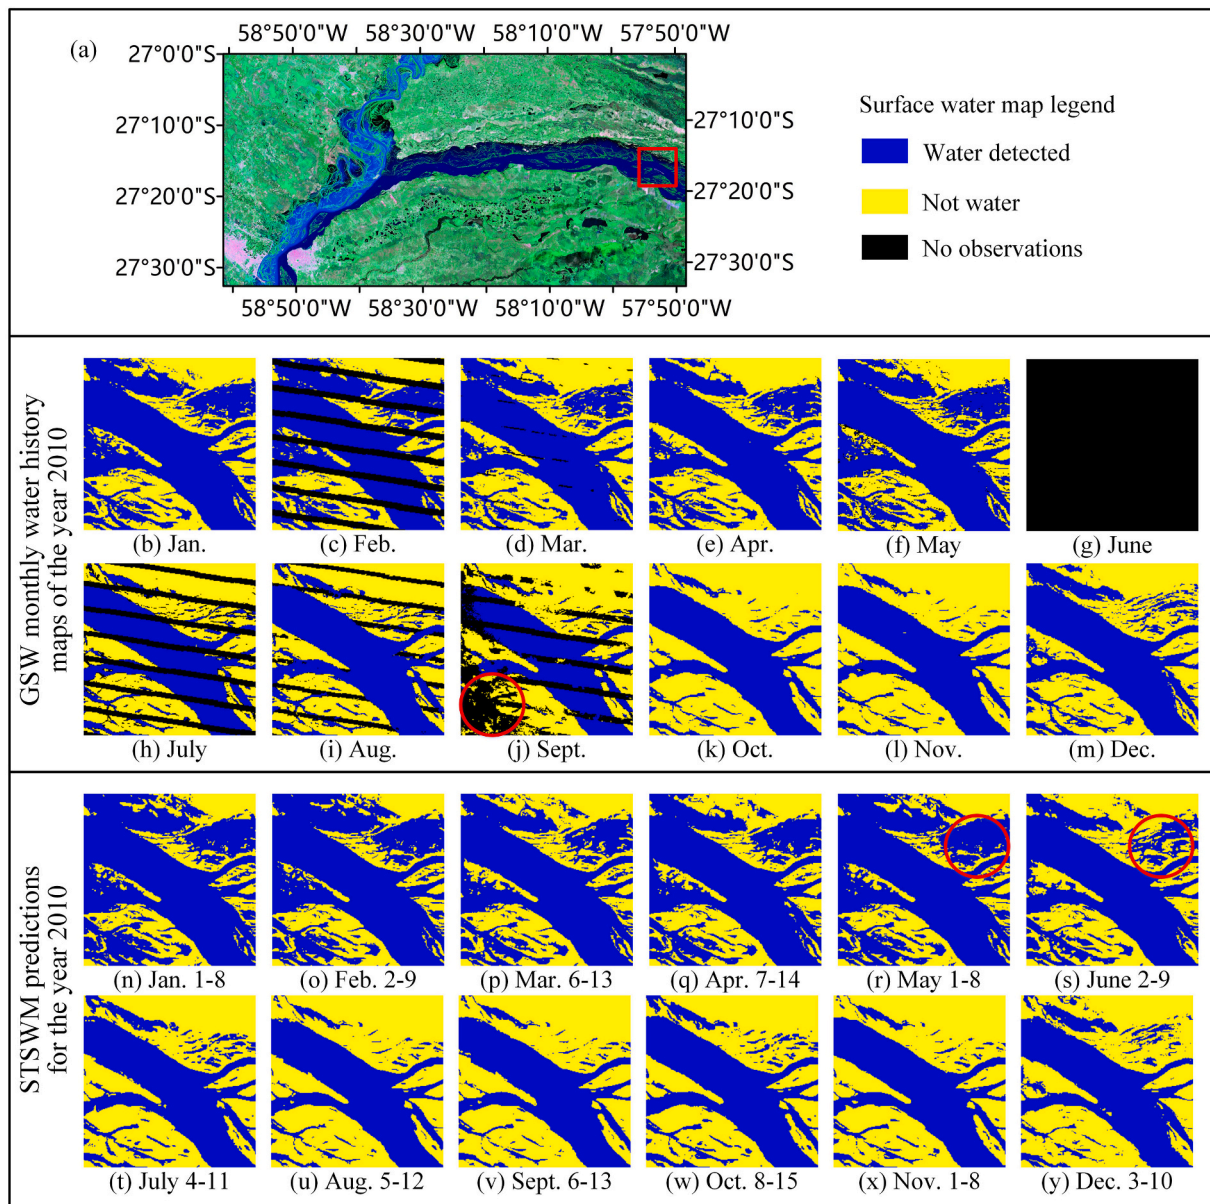 (a)
58°50'0"W 58°30'0"W 58°10'0"W 57°50'0"W
27°0'0"S
27°10'0"S
27°20'0"S
27°30'0"S
27°10'0"S
27°20'0"S
27°30'0"S
58°50'0"W 58°30'0"W 58°10'0"W 57°50'0"W
Surface water map legend
Water detected
Not water
No observations
GSW monthly water history
maps of the year 2010
(b) Jan. (c) Feb. (d) Mar. (e) Apr. (f) May (g) June
(h) July (i) Aug. (j) Sept. (k) Oct. (l) Nov. (m) Dec.
STSWM predictions
for the year 2010
(n) Jan. 1-8 (o) Feb. 2-9 (p) Mar. 6-13 (q) Apr. 7-14 (r) May 1-8 (s) June 2-9
(t) July 4-11 (u) Aug. 5-12 (v) Sept. 6-13 (w) Oct. 8-15 (x) Nov. 1-8 (y) Dec. 3-10